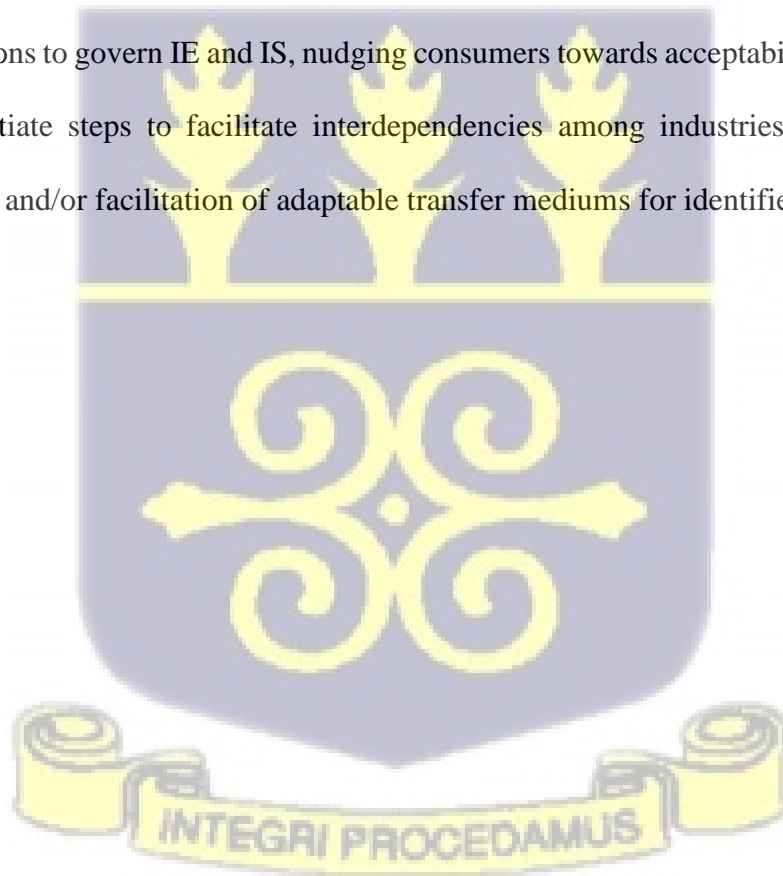 ons to govern IE and IS, nudging consumers towards acceptabi
tiate steps to facilitate interdependencies among industries
and/or facilitation of adaptable transfer mediums for identifie
INTEGRI PROCEDAMUS